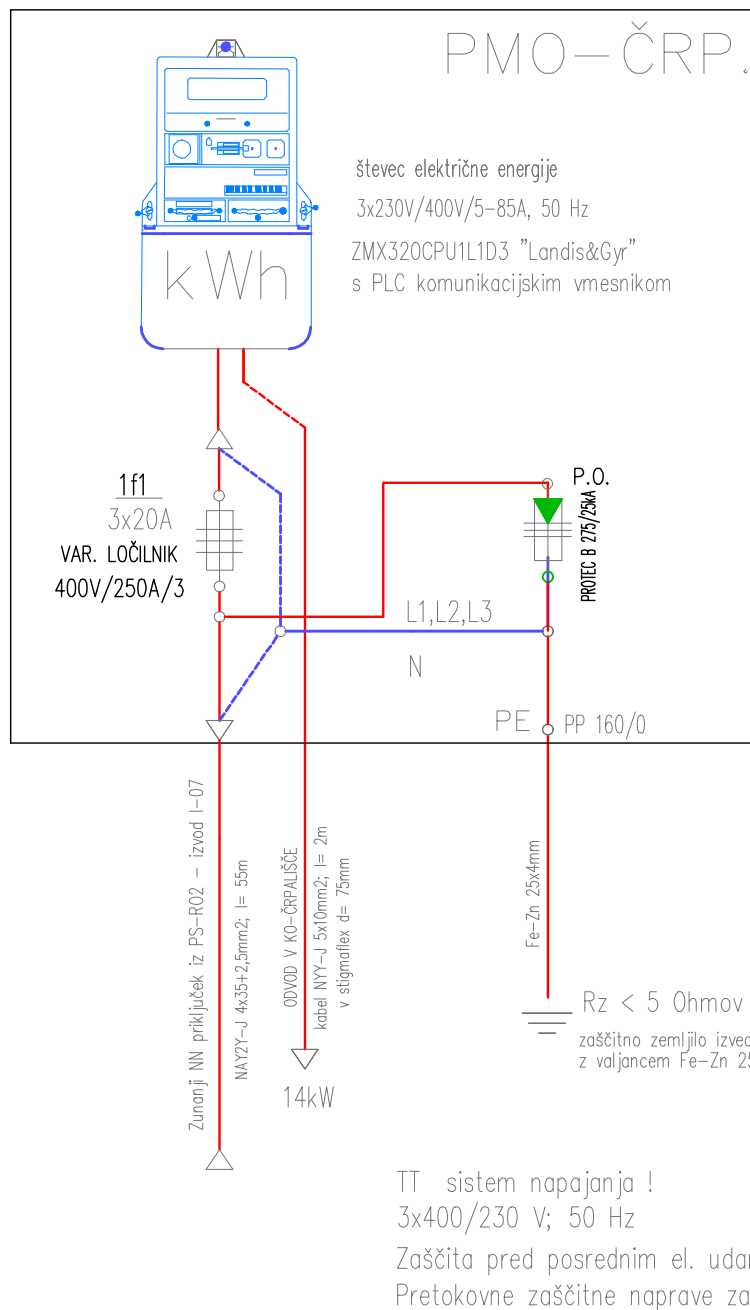 PMO-ČRP.
števec električne energije
3x230V/400V/5-85A, 50 Hz
ZMX320CPU1L1D3 "Landis&Gyr"
s PLC komunikacijskim vmesnikom
kWh
1f1
3x20A
VAR. LOČILNIK
400V/250A/3
P.O.
PROTEC B 275/25kA
L1,L2,L3
N
PE
PP 160/0
Zunanji NN priključek iz PS-R02 - izvod I-07
NAY2Y-J 4x35+2,5mm2; l= 55m
ODVOD V KO-ČRPALIŠČE
kabel NYY-J 5x10mm2; l= 2m
v stigmaflex d= 75mm
Fe-Zn 25x4mm
Rz < 5 Ohmov
zaščitno zemljilo izved
z valjancem Fe-Zn 25
14kW
TT sistem napajanja !
3x400/230 V; 50 Hz
Zaščita pred posrednim el. udar
Pretokovne zaščitne naprave za